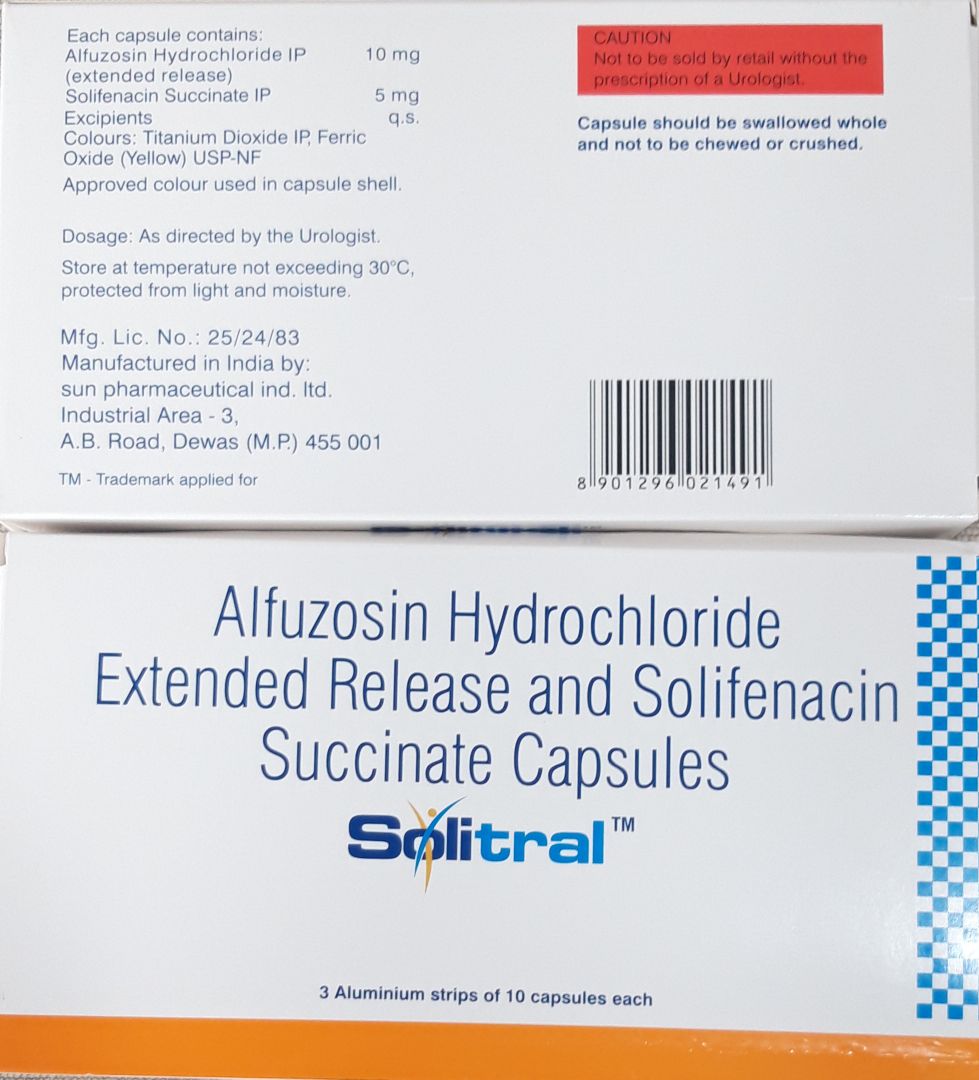 Each capsule contains:
Alfuzosin Hydrochloride IP 10 mg
(extended release)
Solifenacin Succinate IP 5 mg
Excipients q.s.
Colours: Titanium Dioxide IP, Ferric
Oxide (Yellow) USP-NF
Approved colour used in capsule shell.
Dosage: As directed by the Urologist.
Store at temperature not exceeding 30°C,
protected from light and moisture.
Mfg. Lic. No.: 25/24/83
Manufactured in India by:
sun pharmaceutical ind. ltd.
Industrial Area - 3,
A.B. Road, Dewas (M.P.) 455 001
TM - Trademark applied for
CAUTION
Not to be sold by retail without the
prescription of a Urologist.
Capsule should be swallowed whole
and not to be chewed or crushed.
8 901296 021491
Alfuzosin Hydrochloride
Extended Release and Solifenacin
Succinate Capsules
Solitral TM
3 Aluminium strips of 10 capsules each